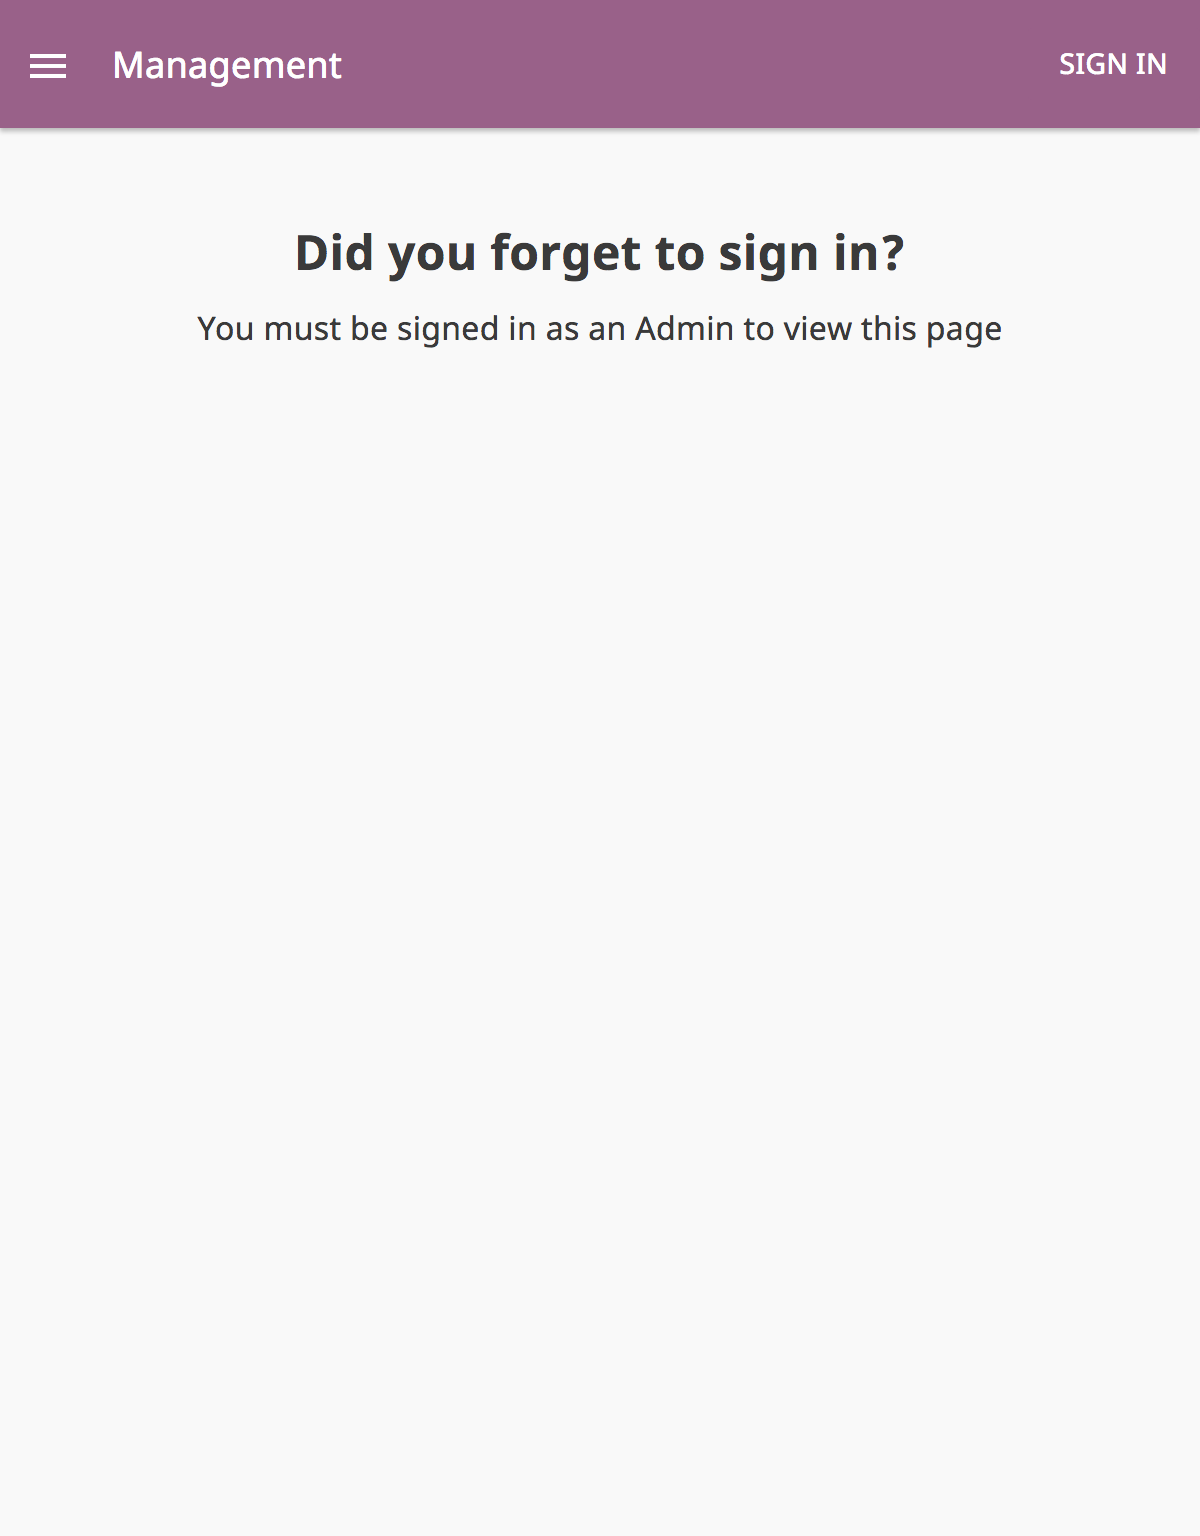 Management
SIGN IN
Did you forget to sign in?
You must be signed in as an Admin to view this page